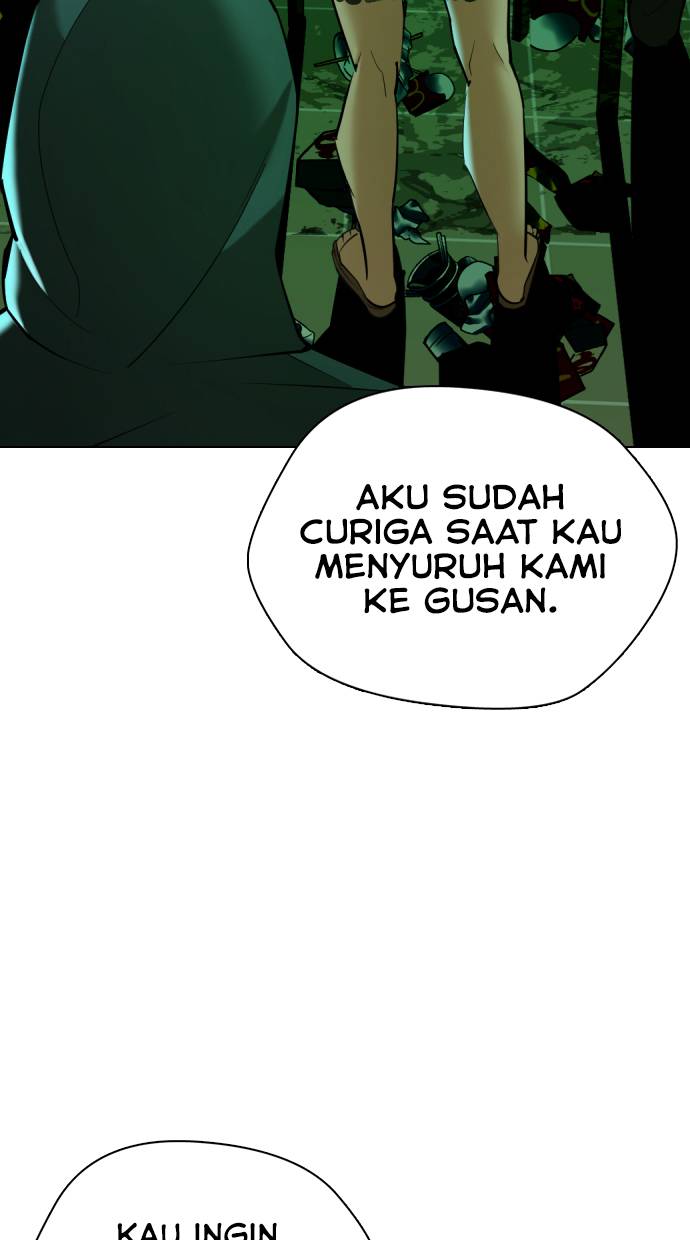 AKU SUDAH
CURIGA SAAT KAU
MENYURUH KAMI
KE GUSAN.
KAU INGIN